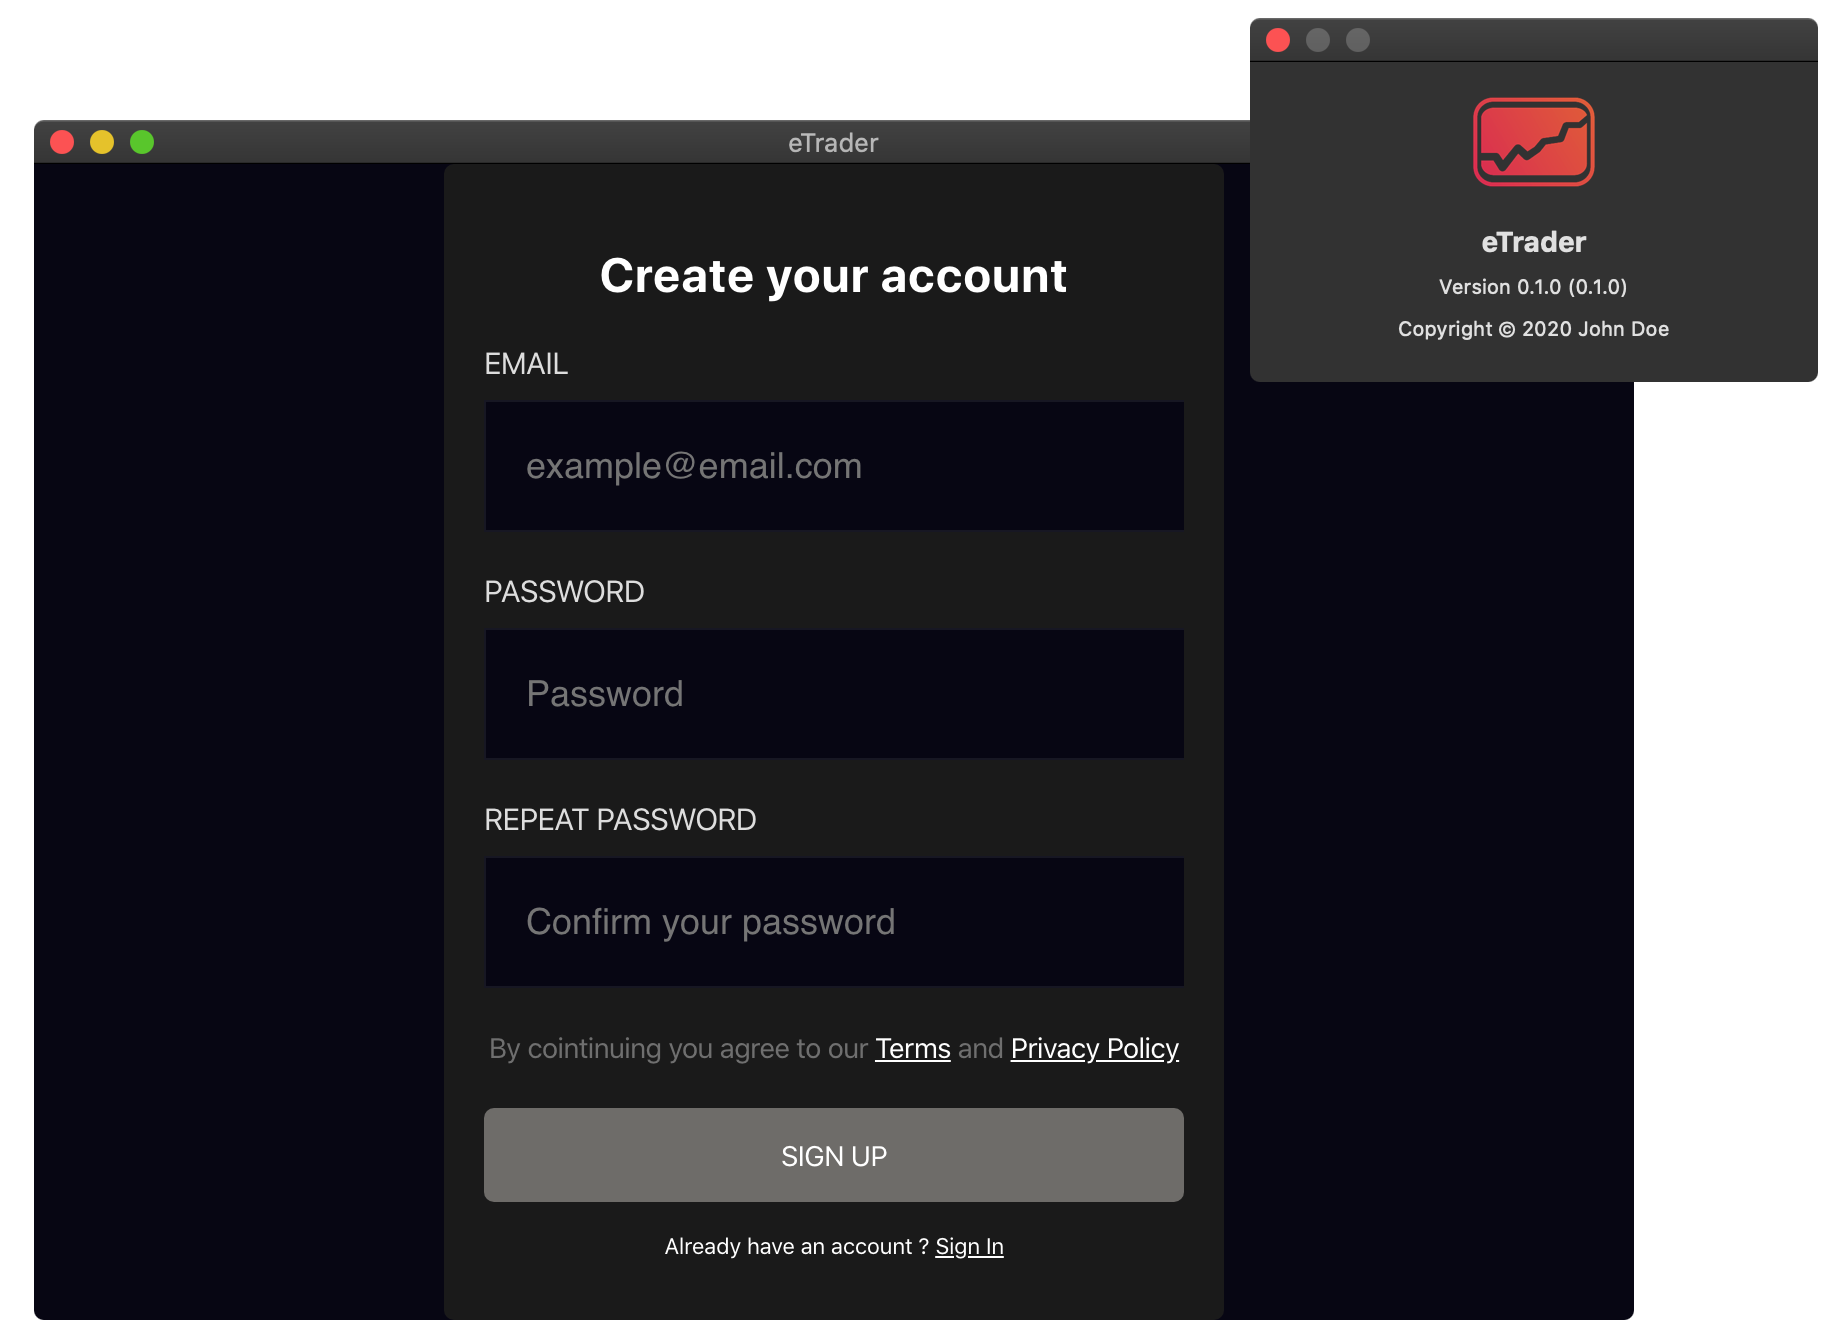 eTrader
Create your account
EMAIL
example@email.com
PASSWORD
Password
REPEAT PASSWORD
Confirm your password
By cointinuing you agree to our Terms and Privacy Policy
SIGN UP
Already have an account ? Sign In
eTrader
Version 0.1.0 (0.1.0)
Copyright © 2020 John Doe